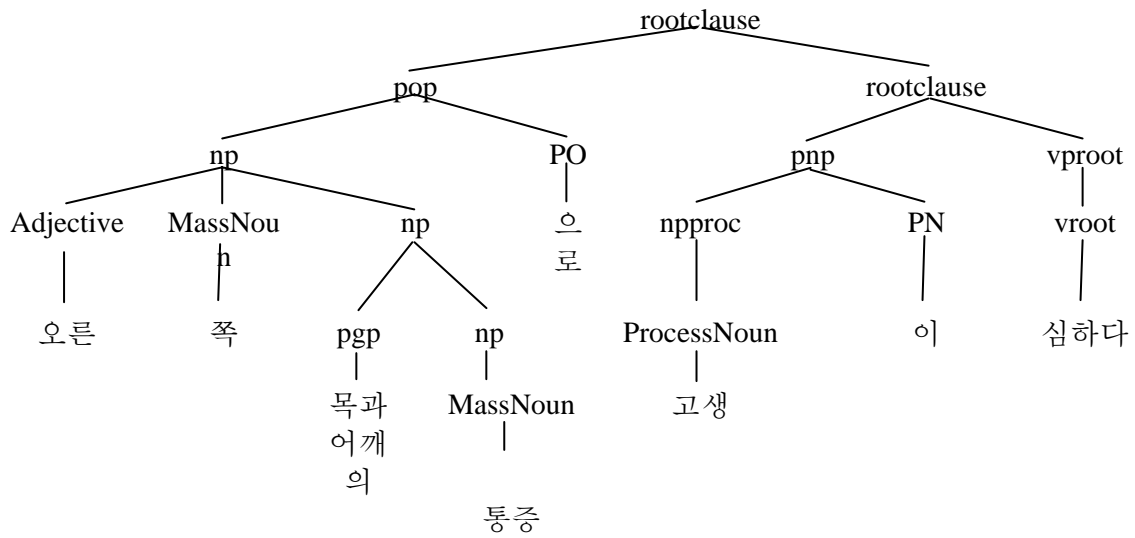 rootclause
pop rootclause
np PO pnp vproot
Adjective MassNou np 으 npproc PN vroot
n 로
오른 쪽 pgp np ProcessNoun 이 심하다
목과 MassNoun 고생
어깨
의
통증